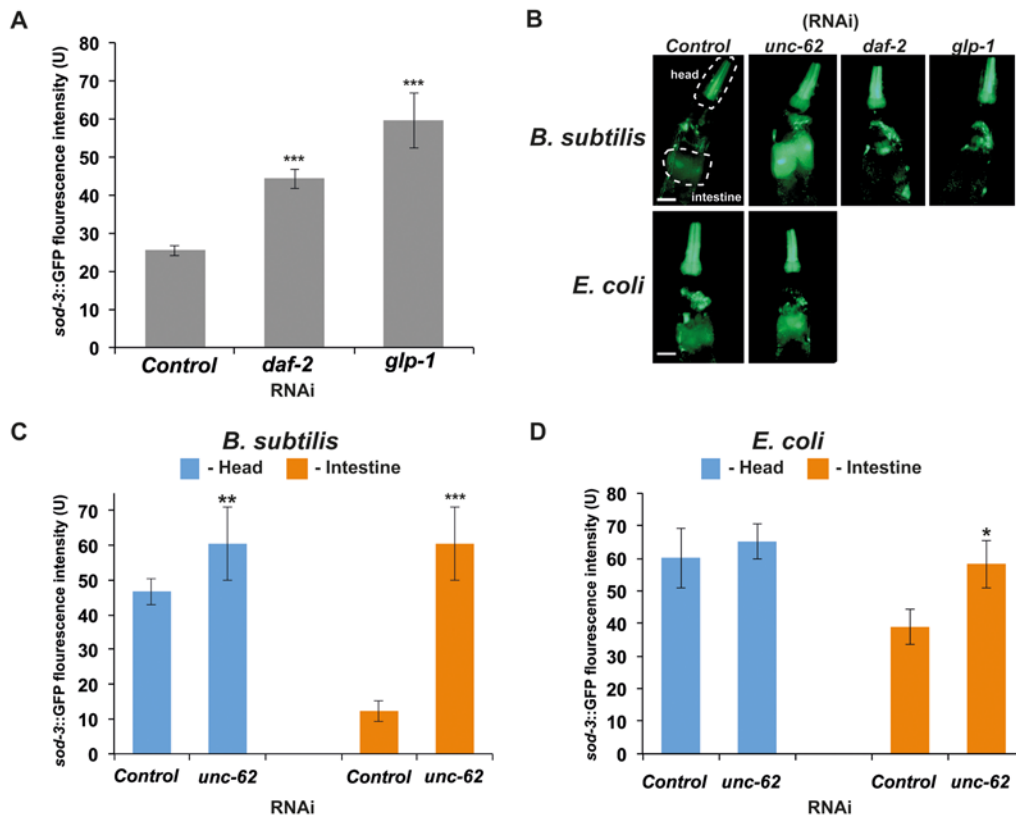 A
sod-3::GFP flourescence intensity (U)
80
70
60
50
40
30
20
10
0
***
***
Control daf-2 glp-1
RNAi
B
(RNAi)
Control unc-62 daf-2 glp-1
head
B. subtilis
intestine
E. coli
C
B. subtilis
- Head - Intestine
sod-3::GFP flourescence intensity (U)
70
60
50
40
30
20
10
0
**
***
Control unc-62 Control unc-62
RNAi
D
E. coli
- Head - Intestine
sod-3::GFP flourescence intensity (U)
80
70
60
50
40
30
20
10
0
*
Control unc-62 Control unc-62
RNAi